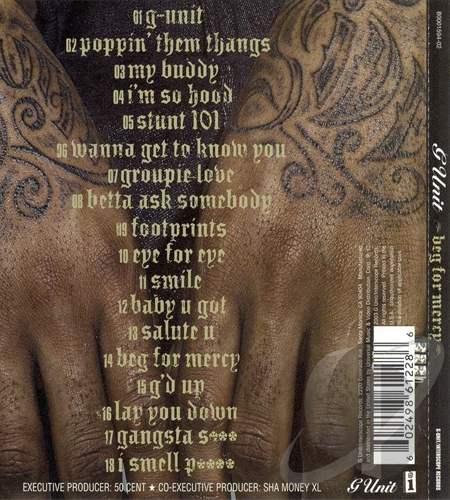 01 g-unit
02 poppin' them thangs
03 my buddy
04 i'm so hood
05 stunt 101
06 wanna get to know you
07 groupie love
08 betta ask somebody
09 footprints
10 eye for eye
11 smile
12 baby u got
13 salute u
14 beg for mercy
15 g'd up
16 lay you down
17 gangsta s***
18 i smell p****
EXECUTIVE PRODUCER: 50 CENT ★ CO-EXECUTIVE PRODUCER: SHA MONEY XL
G Unit
B0001594-02
G Unit ~ beg for mercy
G-UNIT/INTERSCOPE RECORDS
6 02498 61228 6